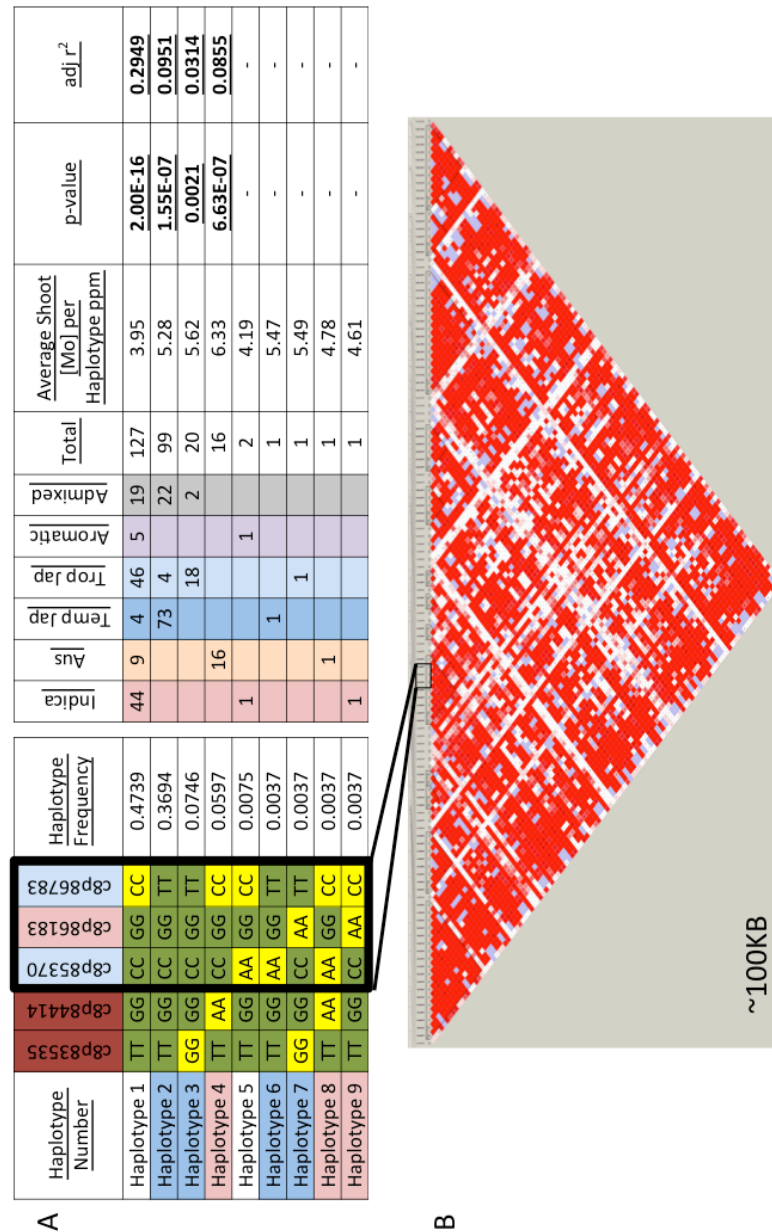 A
Haplotype Number c8p83535 c8p84414 c8p85370 c8p86183 c8p86783 Haplotype Frequency Indica Aus Temp Jap Trop Jap Aromatic Admixed Total Average Shoot [Mo] per Haplotype ppm p-value adj r²
Haplotype 1 TT GG CC GG CC 0.4739 44 9 4 46 5 19 127 3.95 2.00E-16 0.2949
Haplotype 2 TT GG CC GG TT 0.3694 73 4 22 99 5.28 1.55E-07 0.0951
Haplotype 3 GG GG CC GG TT 0.0746 18 2 20 5.62 0.0021 0.0314
Haplotype 4 TT AA CC GG CC 0.0597 16 16 6.33 6.63E-07 0.0855
Haplotype 5 TT GG AA GG CC 0.0075 1 1 2 4.19 - -
Haplotype 6 TT GG AA GG TT 0.0037 1 1 5.47 - -
Haplotype 7 GG GG CC AA TT 0.0037 1 1 5.49 - -
Haplotype 8 TT AA AA GG CC 0.0037 1 1 4.78 - -
Haplotype 9 TT GG CC AA CC 0.0037 1 1 4.61 - -
B
~100KB